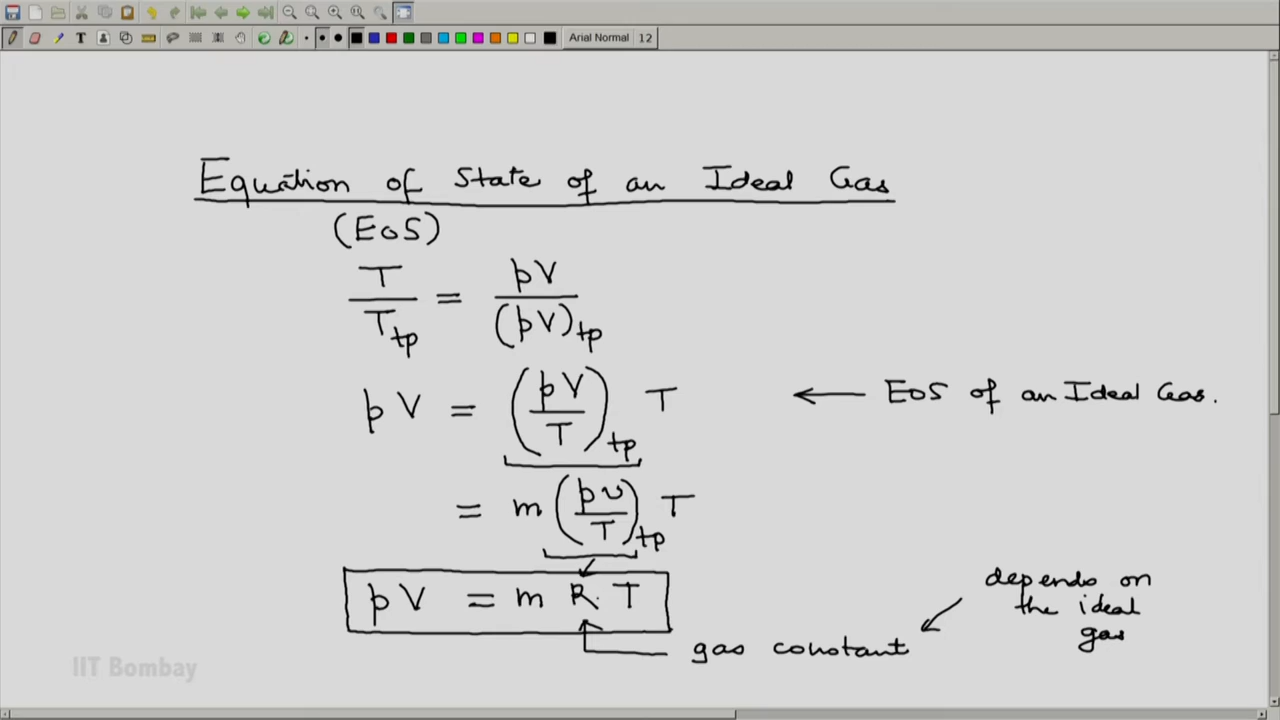 Arial Normal 12
Equation of State of an Ideal Gas
(EoS)
T / T_tp = pV / (pV)_tp
pV = (pV / T)_tp T ← EoS of an Ideal Gas.
= m (pv / T)_tp T
pV = m R T
gas constant
depends on
the ideal
gas
IIT Bombay